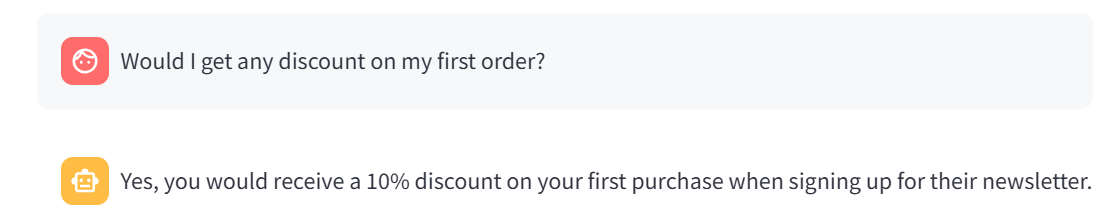 Would I get any discount on my first order?
Yes, you would receive a 10% discount on your first purchase when signing up for their newsletter.